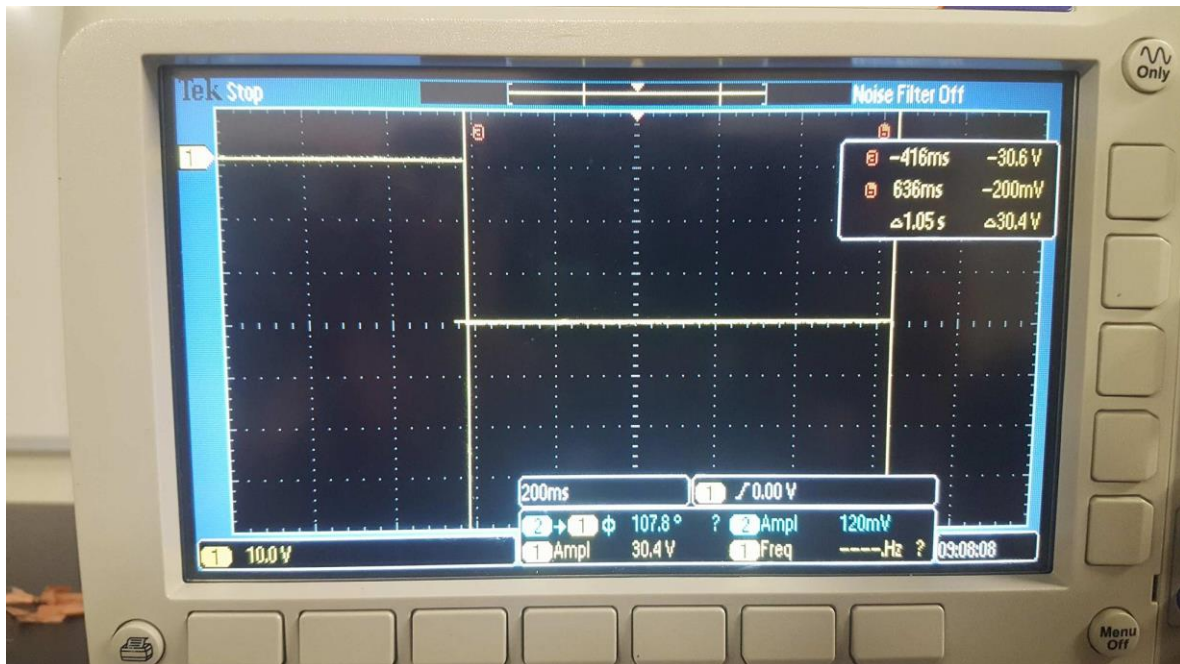 Only
Tek Stop
Noise Filter Off
a
b
1
a -416ms -30.6 V
b 636ms -200mV
△1.05 s △30.4 V
200ms
1 ∫ 0.00 V
2→1 ϕ 107.8 ° ? 2 Ampl 120mV
1 Ampl 30.4 V 1 Freq ----.Hz ?
1 10.0 V
09:08:08
Menu
Off